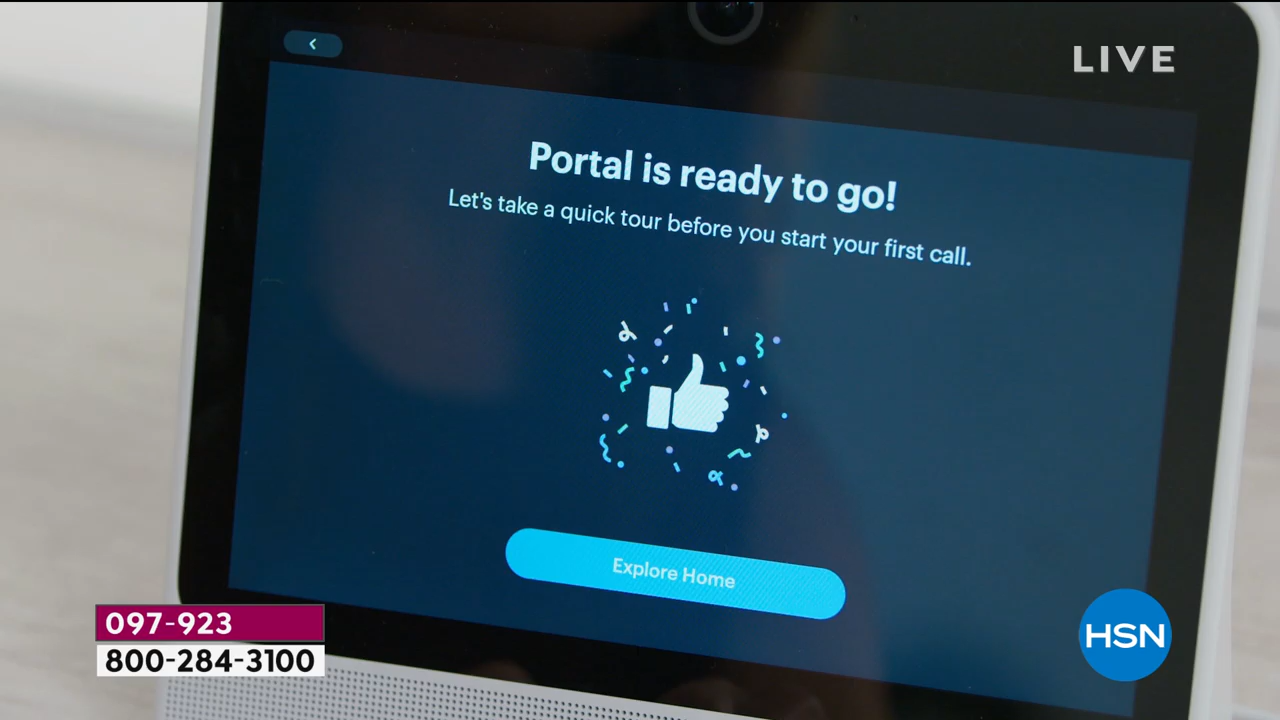 LIVE
Portal is ready to go!
Let's take a quick tour before you start your first call.
Explore Home
097-923
800-284-3100
HSN